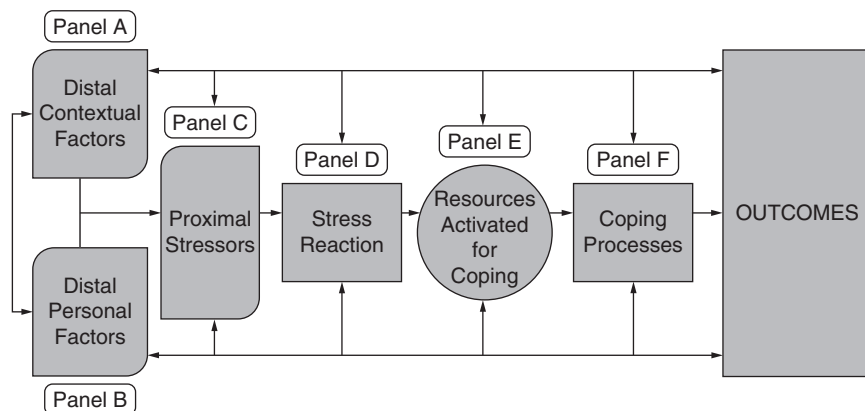 Panel A
Distal
Contextual
Factors
Panel C
Proximal
Stressors
Panel D
Stress
Reaction
Panel E
Resources
Activated
for
Coping
Panel F
Coping
Processes
OUTCOMES
Distal
Personal
Factors
Panel B